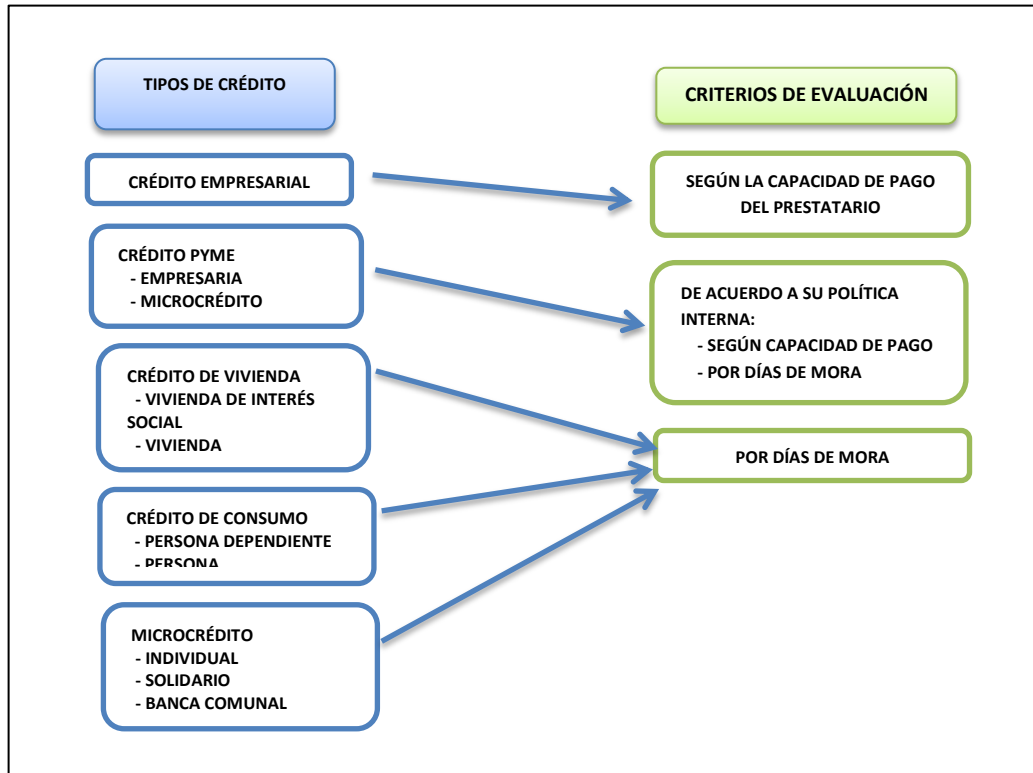 TIPOS DE CRÉDITO
CRITERIOS DE EVALUACIÓN
CRÉDITO EMPRESARIAL
SEGÚN LA CAPACIDAD DE PAGO
DEL PRESTATARIO
CRÉDITO PYME
- EMPRESARIA
- MICROCRÉDITO
DE ACUERDO A SU POLÍTICA
INTERNA:
- SEGÚN CAPACIDAD DE PAGO
- POR DÍAS DE MORA
CRÉDITO DE VIVIENDA
- VIVIENDA DE INTERÉS
SOCIAL
- VIVIENDA
POR DÍAS DE MORA
CRÉDITO DE CONSUMO
- PERSONA DEPENDIENTE
- PERSONA
MICROCRÉDITO
- INDIVIDUAL
- SOLIDARIO
- BANCA COMUNAL